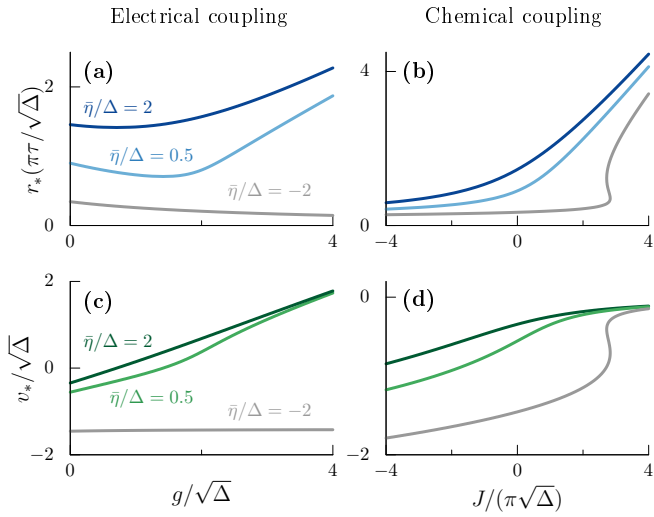 Electrical coupling
Chemical coupling
(a)
η̄/Δ = 2
η̄/Δ = 0.5
η̄/Δ = −2
r*(πτ/√Δ)
2
0
0
4
(b)
4
0
−4
0
4
(c)
η̄/Δ = 2
η̄/Δ = 0.5
η̄/Δ = −2
v*/√Δ
2
0
−2
0
4
g/√Δ
(d)
0
−2
−4
0
4
J/(π√Δ)